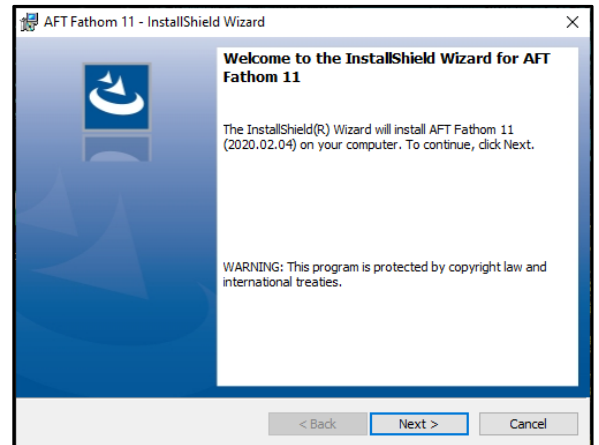 AFT Fathom 11 - InstallShield Wizard
Welcome to the InstallShield Wizard for AFT
Fathom 11
The InstallShield(R) Wizard will install AFT Fathom 11
(2020.02.04) on your computer. To continue, click Next.
WARNING: This program is protected by copyright law and
international treaties.
< Back Next > Cancel